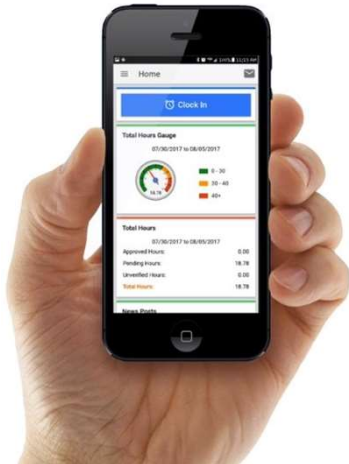 Home
Clock In
Total Hours Gauge
07/30/2017 to 08/05/2017
0 - 30
30 - 40
40+
18.78
Total Hours
07/30/2017 to 08/05/2017
Approved Hours: 0.00
Pending Hours: 18.78
Unverified Hours: 0.00
Total Hours: 18.78
News Posts